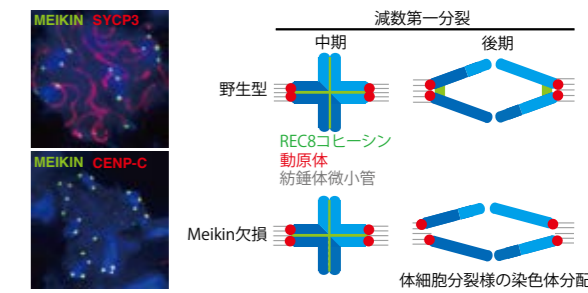 MEIKIN SYCP3
MEIKIN CENP-C
減数第一分裂
中期
後期
野生型
REC8コヒーシン
動原体
紡錘体微小管
Meikin欠損
体細胞分裂様の染色体分配